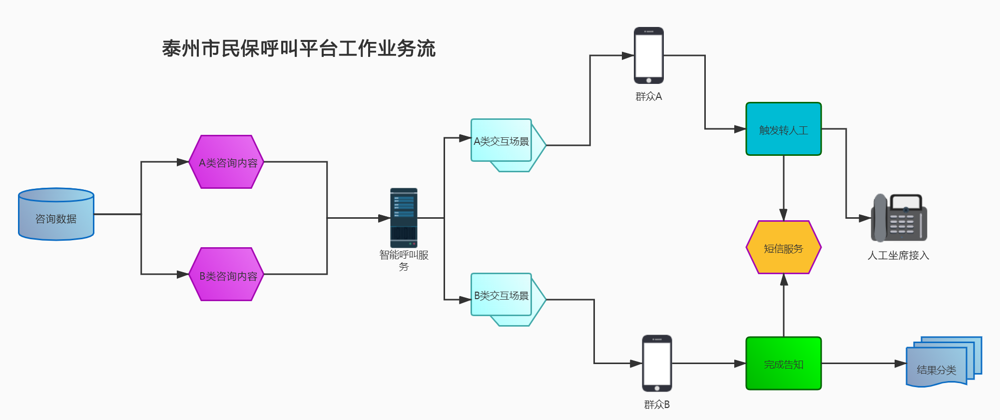 泰州市民保呼叫平台工作业务流
群众A
触发转人工
A类交互场景
A类咨询内容
咨询数据
短信服务
智能呼叫服
务
人工坐席接入
B类咨询内容
B类交互场景
完成告知
结果分类
群众B